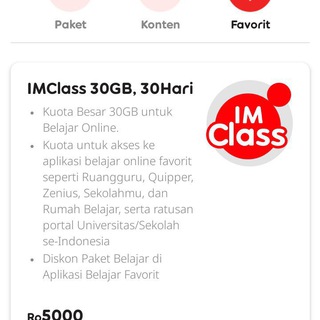 Paket Konten Favorit
IMClass 30GB, 30Hari
• Kuota Besar 30GB untuk
Belajar Online.
• Kuota untuk akses ke
aplikasi belajar online favorit
seperti Ruangguru, Quipper,
Zenius, Sekolahmu, dan
Rumah Belajar, serta ratusan
portal Universitas/Sekolah
se-Indonesia
• Diskon Paket Belajar di
Aplikasi Belajar Favorit
IM
Class
Rp5000